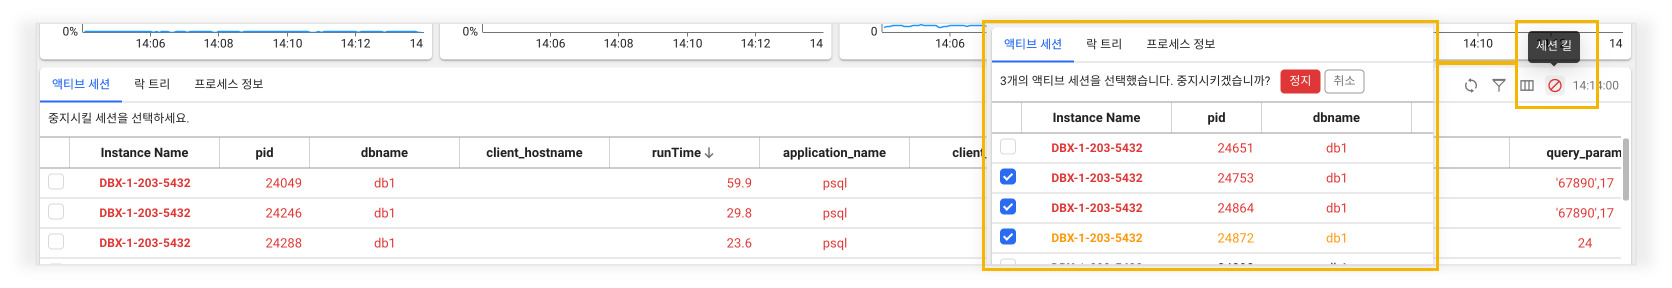 0%
14:06 14:08 14:10 14:12 14
0%
14:06 14:08 14:10 14:12 14
0
14:06
14:10
14
세션 킬
액티브 세션 락 트리 프로세스 정보
14:14:00
중지시킬 세션을 선택하세요.
Instance Name pid dbname client_hostname runTime application_name client_ query_param
DBX-1-203-5432 24049 db1 59.9 psql '67890',17
DBX-1-203-5432 24246 db1 29.8 psql '67890',17
DBX-1-203-5432 24288 db1 23.6 psql 24
액티브 세션 락 트리 프로세스 정보
3개의 액티브 세션을 선택했습니다. 중지시키겠습니까? 정지 취소
Instance Name pid dbname
DBX-1-203-5432 24651 db1
DBX-1-203-5432 24753 db1
DBX-1-203-5432 24864 db1
DBX-1-203-5432 24872 db1